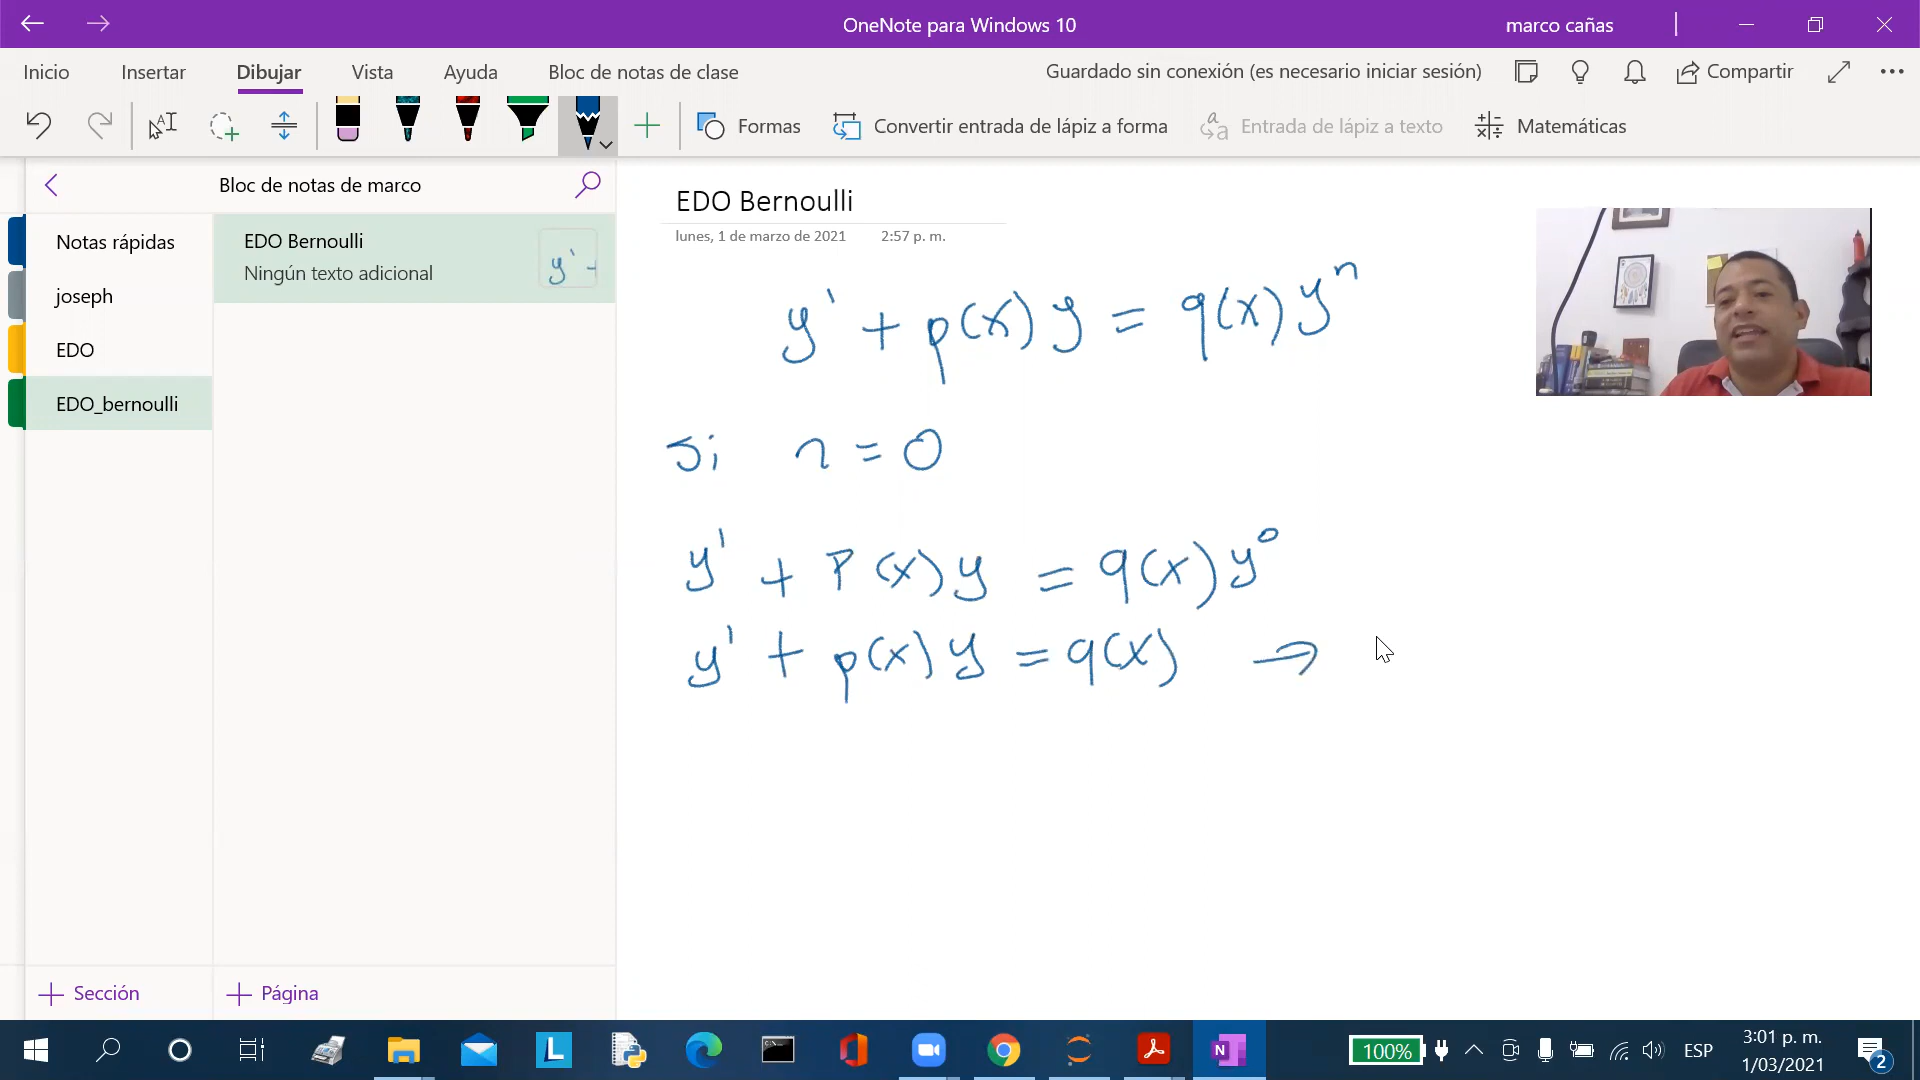 OneNote para Windows 10
marco cañas
Inicio Insertar Dibujar Vista Ayuda Bloc de notas de clase
Guardado sin conexión (es necesario iniciar sesión) Compartir
Formas Convertir entrada de lápiz a forma Entrada de lápiz a texto Matemáticas
Bloc de notas de marco
Notas rápidas
joseph
EDO
EDO_bernoulli
EDO Bernoulli
Ningún texto adicional
y' +
EDO Bernoulli
lunes, 1 de marzo de 2021 2:57 p. m.
y' + p(x) y = q(x) yⁿ
si n = 0
y' + P(x) y = q(x) y⁰
y' + p(x) y = q(x) →
+ Sección
+ Página
100%
ESP
3:01 p. m.
1/03/2021
2